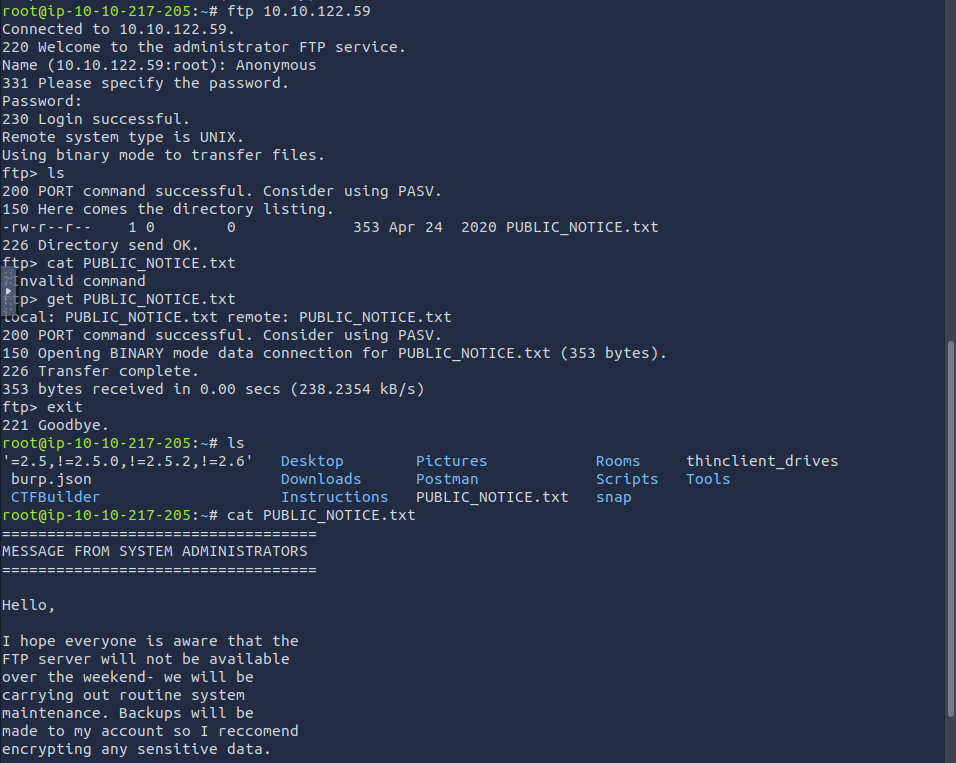 root@ip-10-10-217-205:~# ftp 10.10.122.59
Connected to 10.10.122.59.
220 Welcome to the administrator FTP service.
Name (10.10.122.59:root): Anonymous
331 Please specify the password.
Password:
230 Login successful.
Remote system type is UNIX.
Using binary mode to transfer files.
ftp> ls
200 PORT command successful. Consider using PASV.
150 Here comes the directory listing.
-rw-r--r--    1 0        0             353 Apr 24  2020 PUBLIC_NOTICE.txt
226 Directory send OK.
ftp> cat PUBLIC_NOTICE.txt
?Invalid command
ftp> get PUBLIC_NOTICE.txt
local: PUBLIC_NOTICE.txt remote: PUBLIC_NOTICE.txt
200 PORT command successful. Consider using PASV.
150 Opening BINARY mode data connection for PUBLIC_NOTICE.txt (353 bytes).
226 Transfer complete.
353 bytes received in 0.00 secs (238.2354 kB/s)
ftp> exit
221 Goodbye.
root@ip-10-10-217-205:~# ls
'=2.5,!=2.5.0,!=2.5.2,!=2.6'   Desktop        Pictures            Rooms     thinclient_drives
 burp.json                     Downloads      Postman             Scripts   Tools
 CTFBuilder                    Instructions   PUBLIC_NOTICE.txt   snap
root@ip-10-10-217-205:~# cat PUBLIC_NOTICE.txt
===================================
MESSAGE FROM SYSTEM ADMINISTRATORS
===================================
Hello,
I hope everyone is aware that the
FTP server will not be available
over the weekend- we will be
carrying out routine system
maintenance. Backups will be
made to my account so I reccomend
encrypting any sensitive data.